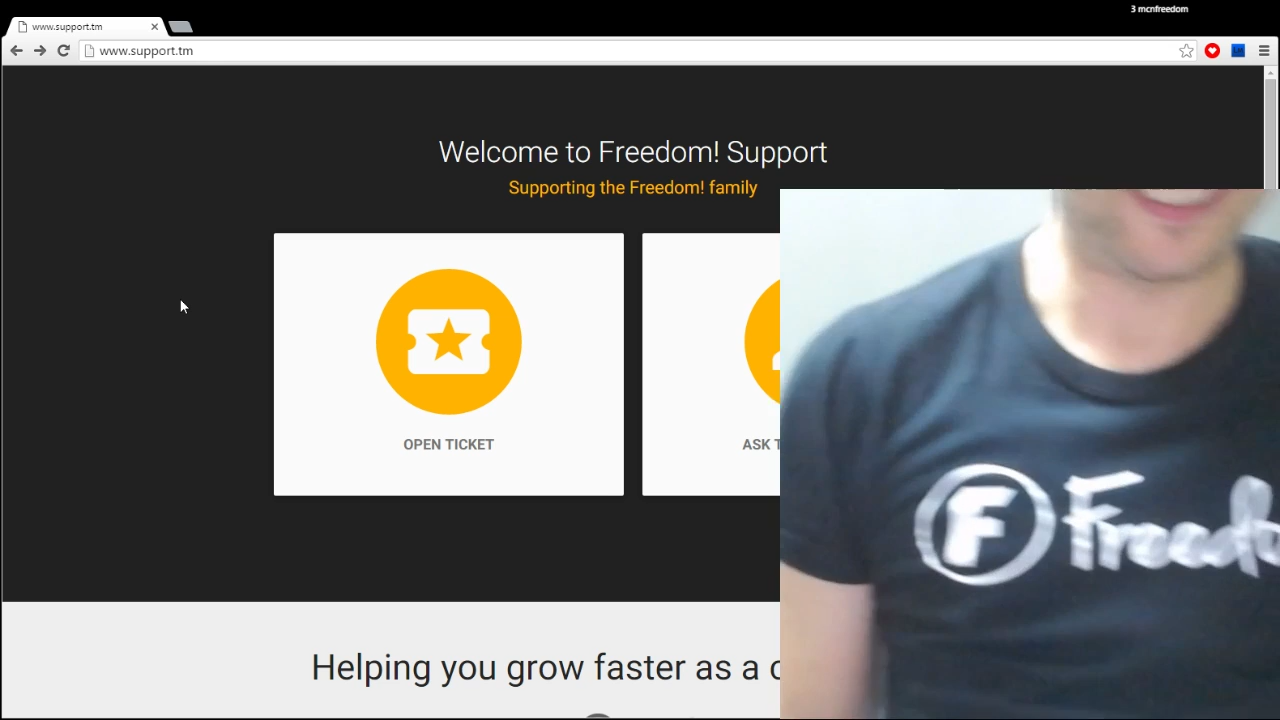 3 mcnfreedom
www.support.tm
www.support.tm
Welcome to Freedom! Support
Supporting the Freedom! family
OPEN TICKET
ASK T
F Freedo
Helping you grow faster as a c